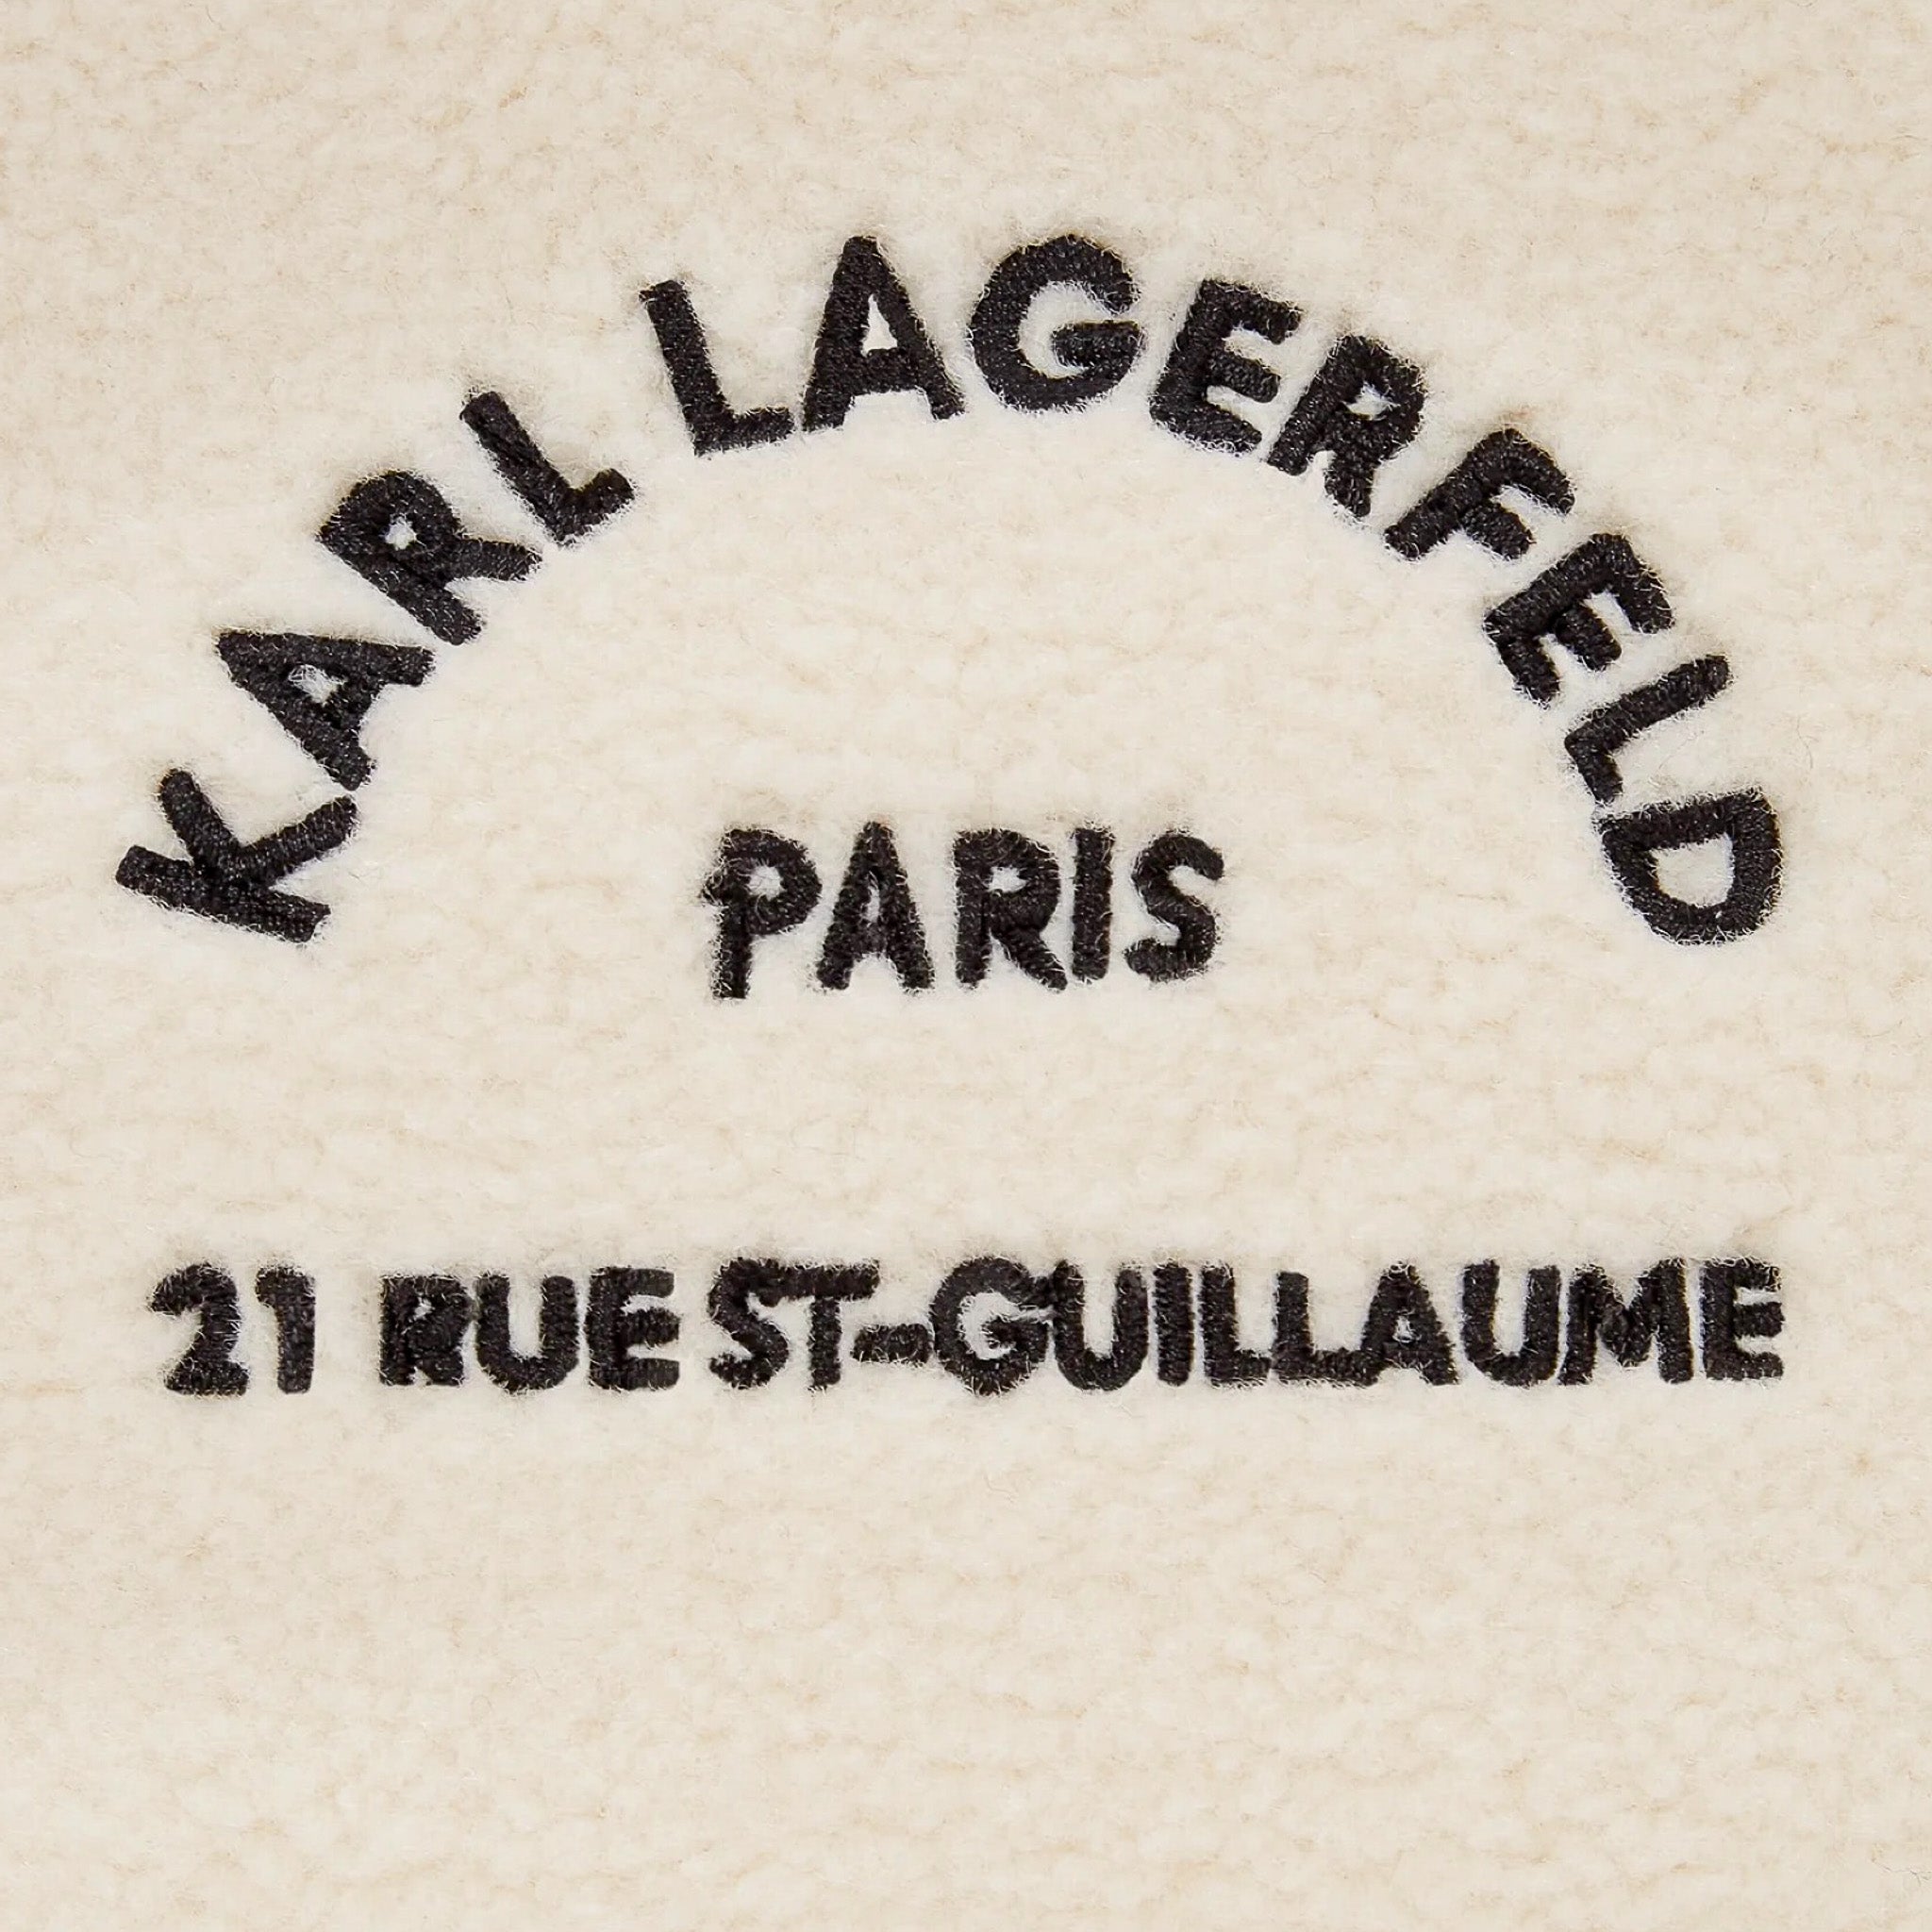 KARL LAGERFELD
PARIS
21 RUE ST-GUILLAUME